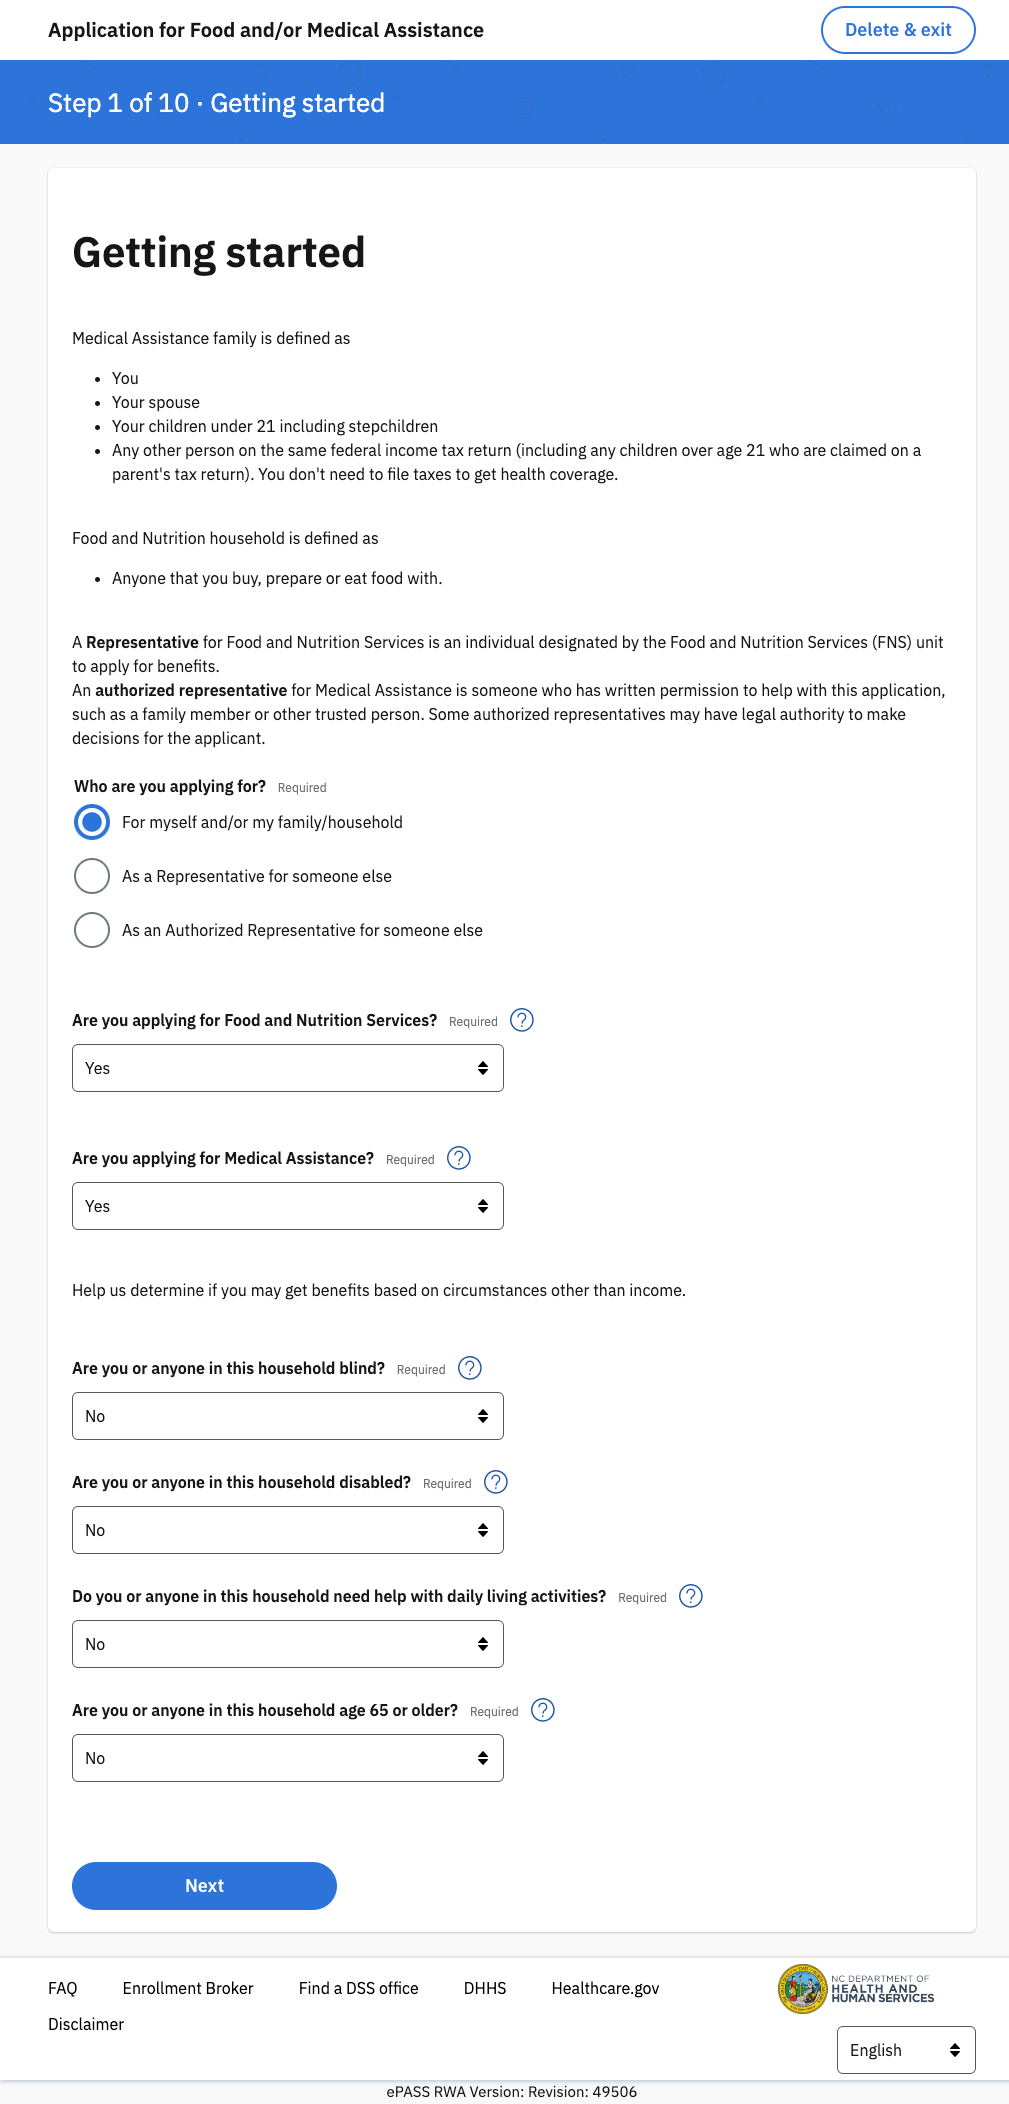 Application for Food and/or Medical Assistance
Delete & exit
Step 1 of 10 · Getting started
Getting started
Medical Assistance family is defined as
• You
• Your spouse
• Your children under 21 including stepchildren
• Any other person on the same federal income tax return (including any children over age 21 who are claimed on a
parent's tax return). You don't need to file taxes to get health coverage.
Food and Nutrition household is defined as
• Anyone that you buy, prepare or eat food with.
A Representative for Food and Nutrition Services is an individual designated by the Food and Nutrition Services (FNS) unit
to apply for benefits.
An authorized representative for Medical Assistance is someone who has written permission to help with this application,
such as a family member or other trusted person. Some authorized representatives may have legal authority to make
decisions for the applicant.
Who are you applying for? Required
For myself and/or my family/household
As a Representative for someone else
As an Authorized Representative for someone else
Are you applying for Food and Nutrition Services? Required ?
Yes
Are you applying for Medical Assistance? Required ?
Yes
Help us determine if you may get benefits based on circumstances other than income.
Are you or anyone in this household blind? Required ?
No
Are you or anyone in this household disabled? Required ?
No
Do you or anyone in this household need help with daily living activities? Required ?
No
Are you or anyone in this household age 65 or older? Required ?
No
Next
FAQ
Enrollment Broker
Find a DSS office
DHHS
Healthcare.gov
Disclaimer
NC DEPARTMENT OF
HEALTH AND
HUMAN SERVICES
English
ePASS RWA Version: Revision: 49506